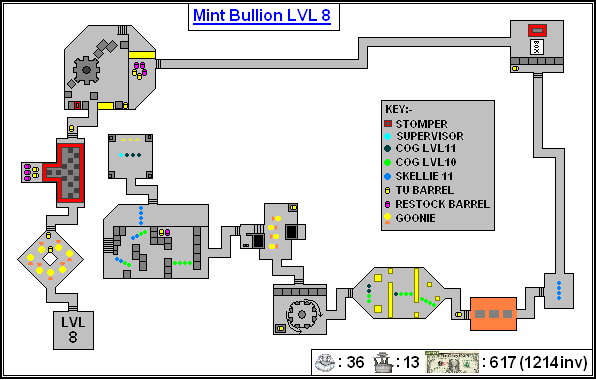 Mint Bullion LVL 8
BOX
KEY:-
STOMPER
SUPERVISOR
COG LVL11
COG LVL10
SKELLIE 11
TU BARREL
RESTOCK BARREL
GOONIE
LVL
8
: 36 : 13 : 617 (1214inv)